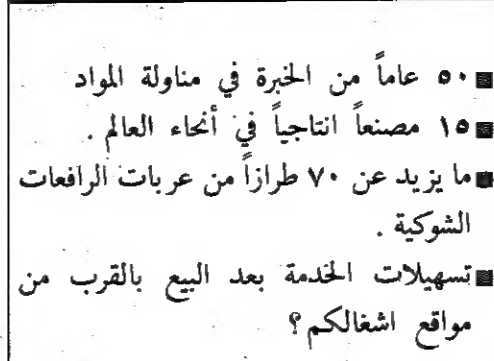 ■ ٥٠ عاماً من الخبرة في مناولة المواد
■ ١٥ مصنعاً انتاجياً في أنحاء العالم .
■ ما يزيد عن ٧٠ طرازاً من عربات الرافعات
الشوكية .
■ تسهيلات الخدمة بعد البيع بالقرب من
مواقع اشغالكم ؟